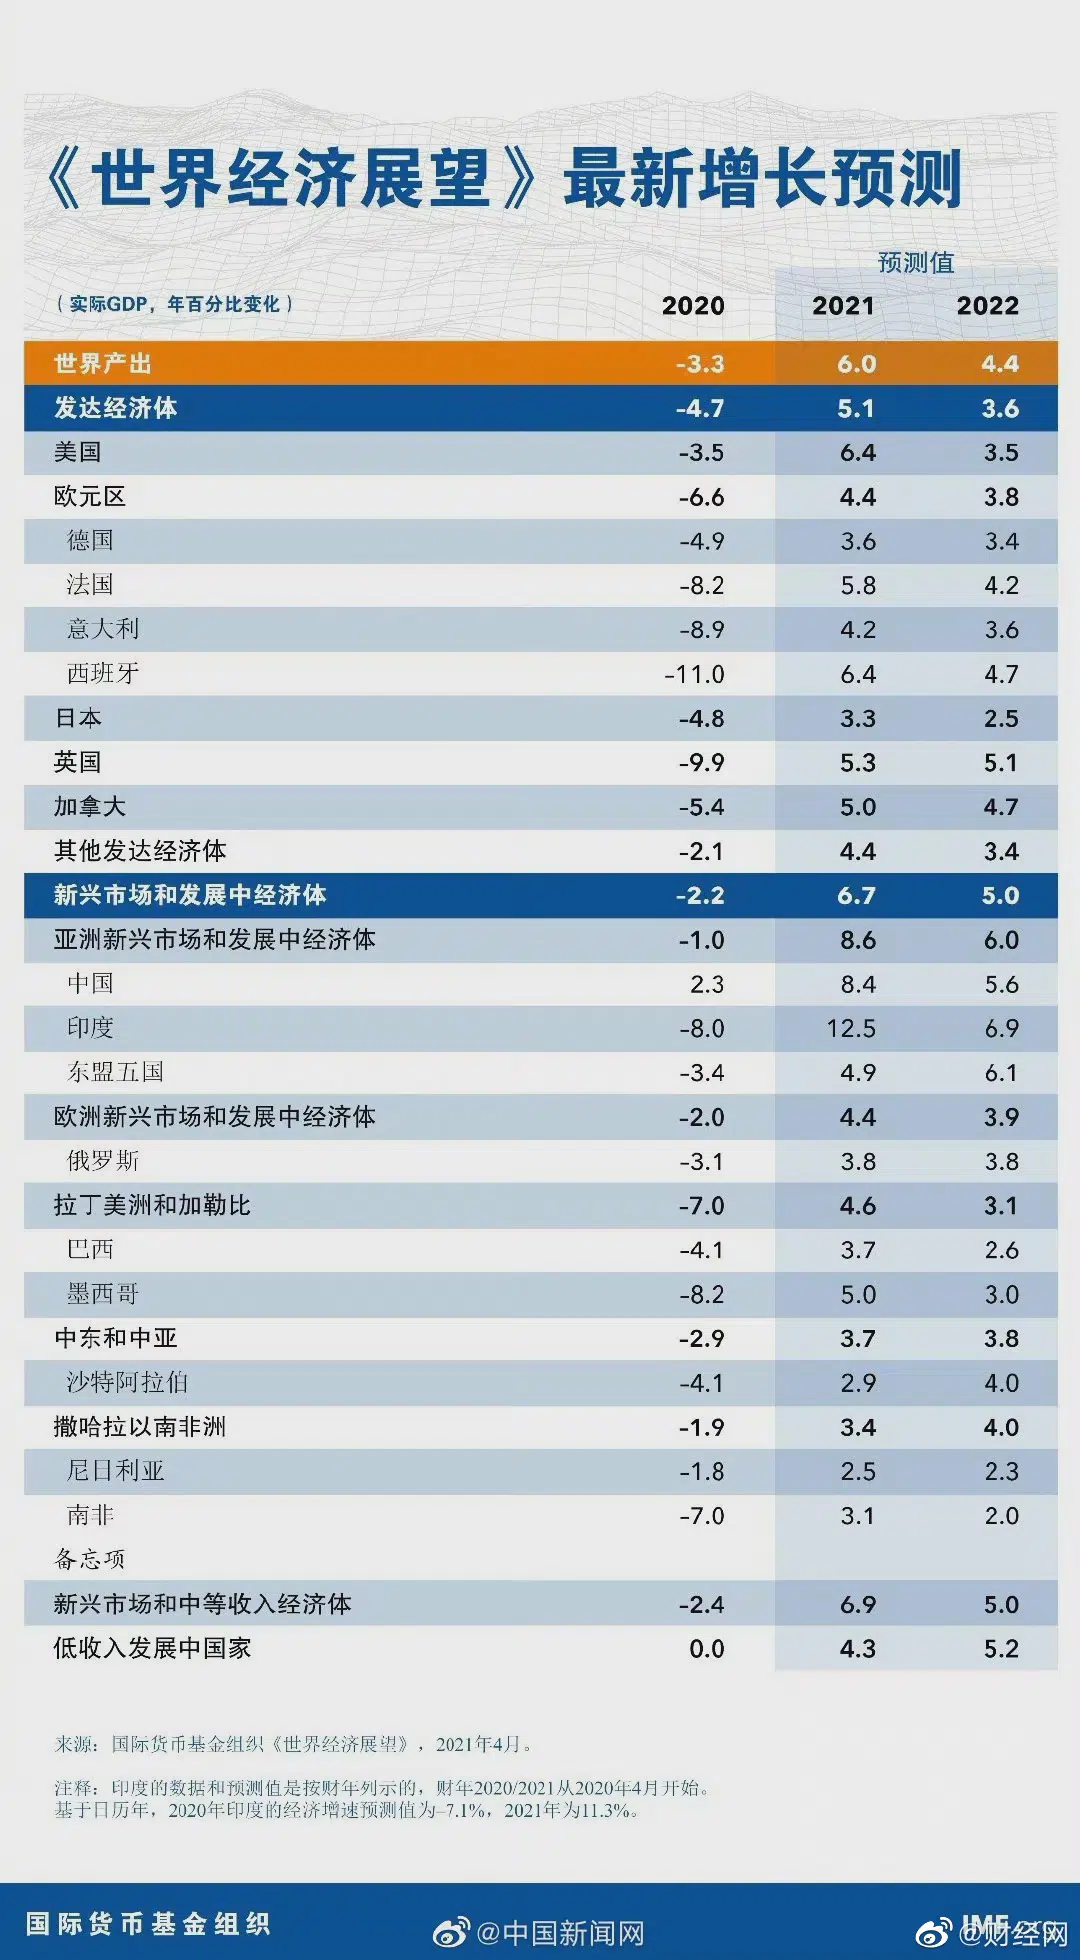 《世界经济展望》最新增长预测
预测值
（实际GDP，年百分比变化） 2020 2021 2022
世界产出 -3.3 6.0 4.4
发达经济体 -4.7 5.1 3.6
美国 -3.5 6.4 3.5
欧元区 -6.6 4.4 3.8
德国 -4.9 3.6 3.4
法国 -8.2 5.8 4.2
意大利 -8.9 4.2 3.6
西班牙 -11.0 6.4 4.7
日本 -4.8 3.3 2.5
英国 -9.9 5.3 5.1
加拿大 -5.4 5.0 4.7
其他发达经济体 -2.1 4.4 3.4
新兴市场和发展中经济体 -2.2 6.7 5.0
亚洲新兴市场和发展中经济体 -1.0 8.6 6.0
中国 2.3 8.4 5.6
印度 -8.0 12.5 6.9
东盟五国 -3.4 4.9 6.1
欧洲新兴市场和发展中经济体 -2.0 4.4 3.9
俄罗斯 -3.1 3.8 3.8
拉丁美洲和加勒比 -7.0 4.6 3.1
巴西 -4.1 3.7 2.6
墨西哥 -8.2 5.0 3.0
中东和中亚 -2.9 3.7 3.8
沙特阿拉伯 -4.1 2.9 4.0
撒哈拉以南非洲 -1.9 3.4 4.0
尼日利亚 -1.8 2.5 2.3
南非 -7.0 3.1 2.0
备忘项
新兴市场和中等收入经济体 -2.4 6.9 5.0
低收入发展中国家 0.0 4.3 5.2
来源：国际货币基金组织《世界经济展望》，2021年4月。
注释：印度的数据和预测值是按财年列示的，财年2020/2021从2020年4月开始。
基于日历年，2020年印度的经济增速预测值为–7.1%，2021年为11.3%。
国际货币基金组织
IMF.org
@中国新闻网
@财经网